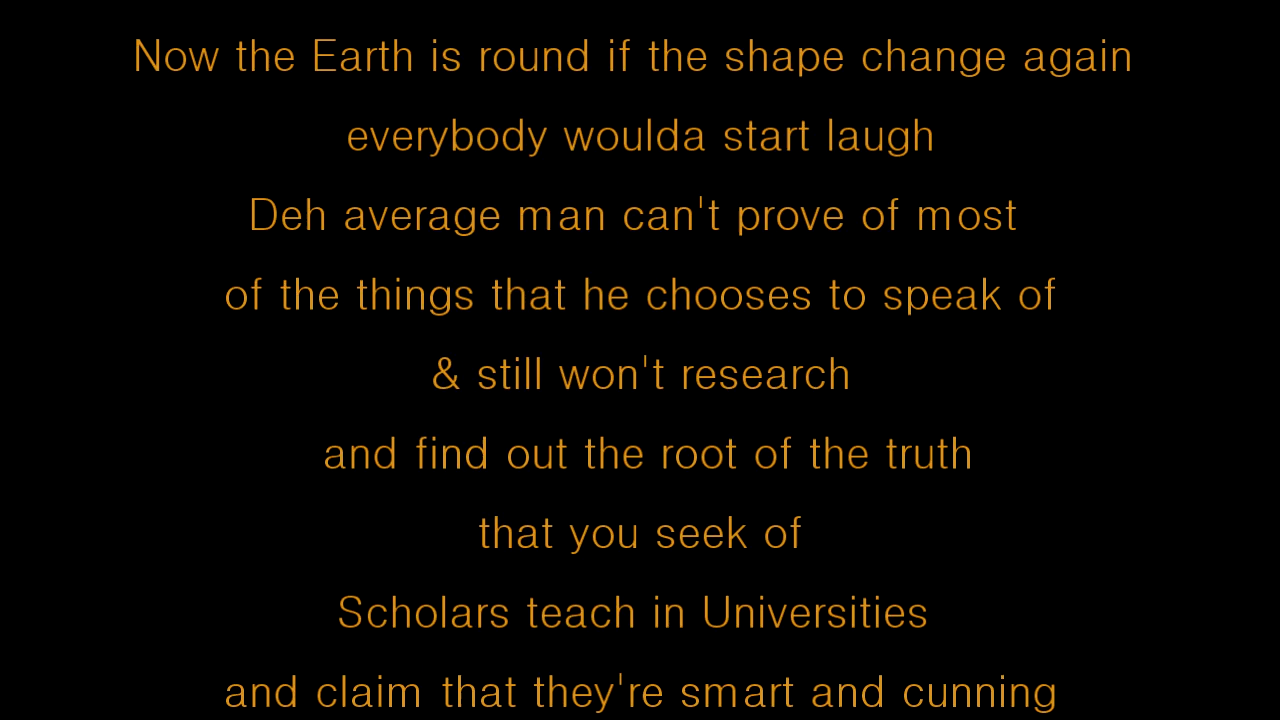 Now the Earth is round if the shape change again
everybody woulda start laugh
Deh average man can't prove of most
of the things that he chooses to speak of
& still won't research
and find out the root of the truth
that you seek of
Scholars teach in Universities
and claim that they're smart and cunning